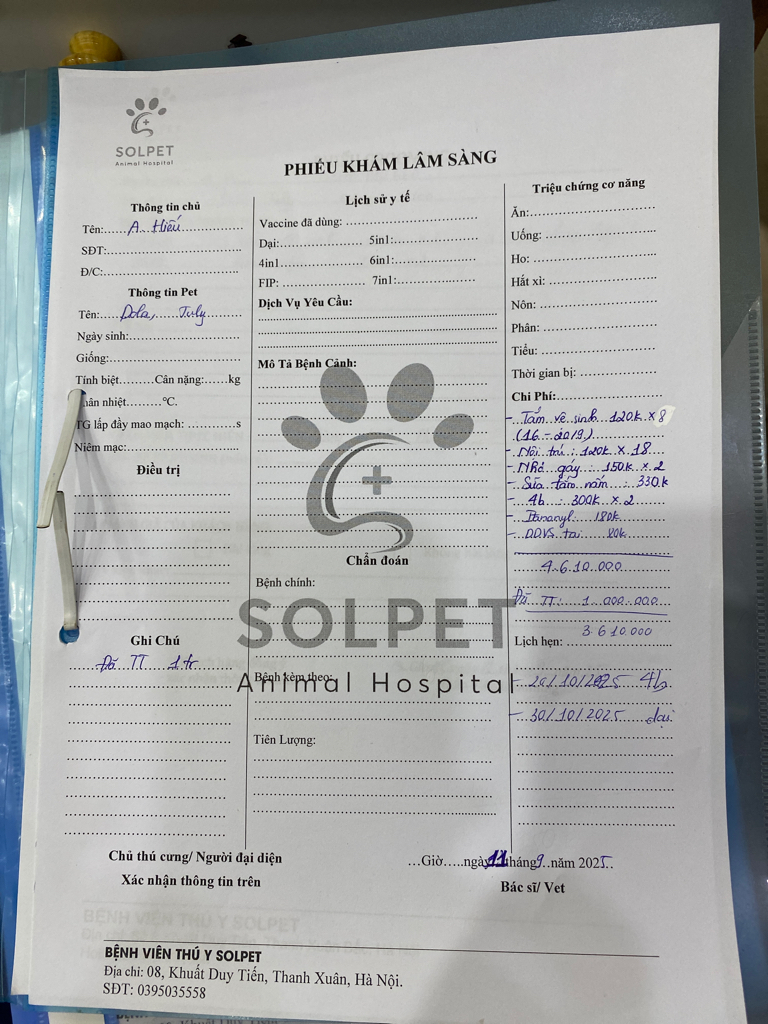 SOLPET
Animal Hospital
PHIẾU KHÁM LÂM SÀNG
Thông tin chủ
Tên:......A. Hiếu..................
SĐT:..........................................
Đ/C:..........................................
Thông tin Pet
Tên:......Dola, July............
Ngày sinh:.................................
Giống:........................................
Tính biệt.........Cân nặng:......kg
hân nhiệt.........°C.
TG lấp đầy mao mạch: ...............s
Niêm mạc:..................................
Điều trị
Ghi Chú
Đã TT 1tr
Lịch sử y tế
Vaccine đã dùng: ..........................................
Dại:.......................... 5in1:..........................
4in1.......................... 6in1:..........................
FIP: .......................... 7in1:..........................
Dịch Vụ Yêu Cầu:
Mô Tả Bệnh Cảnh:
Chẩn đoán
Bệnh chính:
SOLPET
Bệnh kèm theo:
Animal Hospital
Tiên Lượng:
Triệu chứng cơ năng
Ăn:..........................................
Uống: ......................................
Ho: ..........................................
Hắt xì: .....................................
Nôn: ........................................
Phân: .......................................
Tiểu: ........................................
Thời gian bị: ............................
Chi Phí:
- Tắm vệ sinh 120k x 8
(16 - 20/9)
- Nội trú : 120k x 18
- gáy : 150k x 2
- Sữa tắm nấm : 330k
- 4b : 300k x 2
- 180k
- DDVS tai 80k
4.610.000
Đã TT: 1.000.000
3610000
Lịch hẹn:
/10/2025 4b
- 30/10/2025 dại
Chủ thú cưng/ Người đại diện
Xác nhận thông tin trên
...Giờ.....ngày 11 tháng 9 năm 2025
Bác sĩ/ Vet
BỆNH VIỆN THÚ Y SOLPET
Địa chỉ: 08, Khuất Duy Tiến, Thanh Xuân, Hà Nội.
SĐT: 0395035558